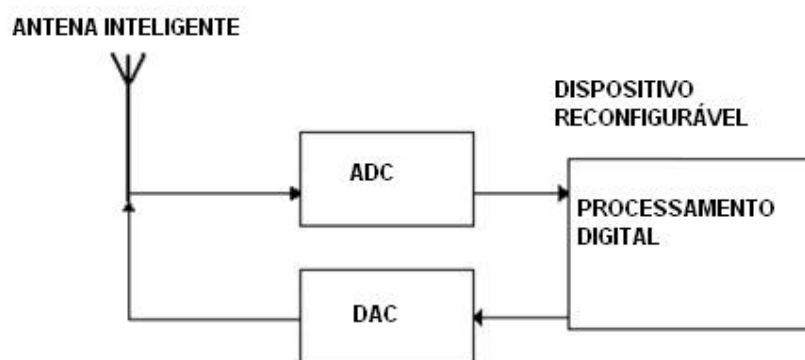 ANTENA INTELIGENTE
DISPOSITIVO
RECONFIGURÁVEL
ADC
PROCESSAMENTO
DIGITAL
DAC